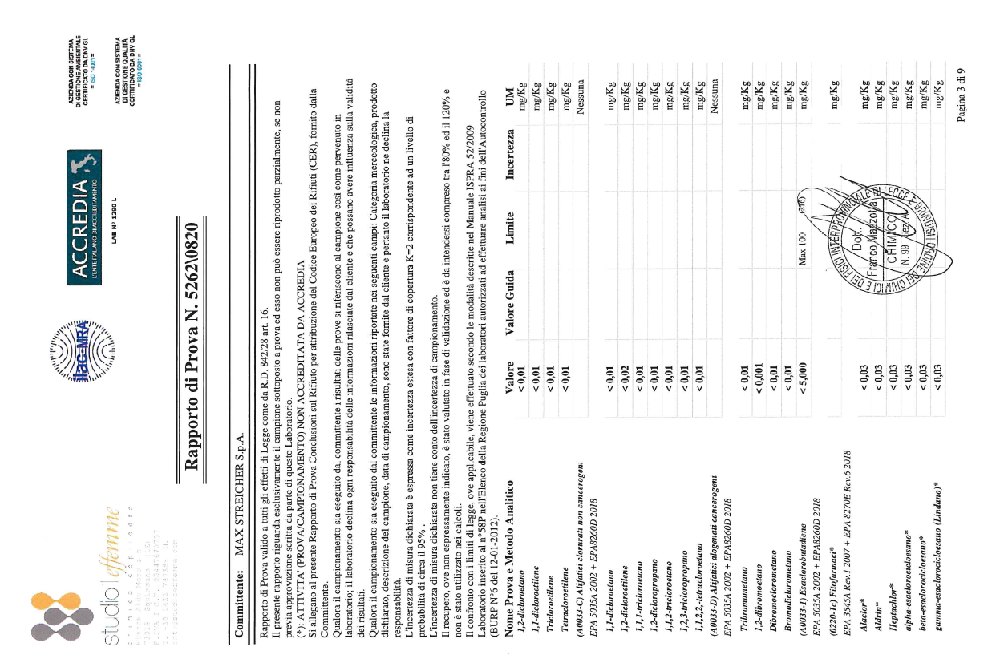 studio effemme
ilac-MRA
ACCREDIA
L'ENTE ITALIANO DI ACCREDITAMENTO
LAB N° 1290 L
AZIENDA CON SISTEMA
DI GESTIONE AMBIENTALE
CERTIFICATO DA DNV GL
= ISO 14001 =
AZIENDA CON SISTEMA
DI GESTIONE QUALITÀ
CERTIFICATO DA DNV GL
= ISO 9001 =
Rapporto di Prova N. 5262\0820
Committente: MAX STREICHER S.p.A.
Rapporto di Prova valido a tutti gli effetti di Legge come da R.D. 842/28 art. 16.
Il presente rapporto riguarda esclusivamente il campione sottoposto a prova ed esso non può essere riprodotto parzialmente, se non
previa approvazione scritta da parte di questo Laboratorio.
(*): ATTIVITA' (PROVA/CAMPIONAMENTO) NON ACCREDITATA DA ACCREDIA
Si allegano al presente Rapporto di Prova Conclusioni sul Rifiuto per attribuzione del Codice Europeo dei Rifiuti (CER), fornito dalla
Committente.
Qualora il campionamento sia eseguito dal committente i risultati delle prove si riferiscono al campione così come pervenuto in
laboratorio; il laboratorio declina ogni responsabilità delle informazioni rilasciate dal cliente e che possano avere influenza sulla validità
dei risultati.
Qualora il campionamento sia eseguito dal committente le informazioni riportate nei seguenti campi: Categoria merceologica, prodotto
dichiarato, descrizione del campione, data di campionamento, sono state fornite dal cliente e pertanto il laboratorio ne declina la
responsabilità.
L'incertezza di misura dichiarata è espressa come incertezza estesa con fattore di copertura K=2 corrispondente ad un livello di
probabilità di circa il 95% .
L'incertezza di misura dichiarata non tiene conto dell'incertezza di campionamento.
Il recupero, ove non espressamente indicato, è stato valutato in fase di validazione ed è da intendersi compreso tra l'80% ed il 120% e
non è stato utilizzato nei calcoli.
Il confronto con i limiti di legge, ove applicabile, viene effettuato secondo le modalità descritte nel Manuale ISPRA 52/2009
Laboratorio inserito al n°58P nell'Elenco della Regione Puglia dei laboratori autorizzati ad effettuare analisi ai fini dell'Autocontrollo
(BURP N°6 del 12-01-2012).
Nome Prova e Metodo Analitico Valore Valore Guida Limite Incertezza UM
1,2-dicloroetano < 0,01 mg/Kg
1,1-dicloroetilene < 0,01 mg/Kg
Tricloroetilene < 0,01 mg/Kg
Tetracloroetilene < 0,01 mg/Kg
(A0033-C) Alifatici clorurati non cancerogeni Nessuna
EPA 5035A 2002 + EPA8260D 2018
1,1-dicloroetano < 0,01 mg/Kg
1,2-dicloroetilene < 0,02 mg/Kg
1,1,1-tricloroetano < 0,01 mg/Kg
1,2-dicloropropano < 0,01 mg/Kg
1,1,2-tricloroetano < 0,01 mg/Kg
1,2,3-tricloropropano < 0,01 mg/Kg
1,1,2,2,-tetracloroetano < 0,01 mg/Kg
(A0033-D) Alifatici alogenati cancerogeni Nessuna
EPA 5035A 2002 + EPA8260D 2018
Tribromometano < 0,01 mg/Kg
1,2-dibromoetano < 0,001 mg/Kg
Dibromoclorometano < 0,01 mg/Kg
Bromodiclorometano < 0,01 mg/Kg
(A0033-1) Esaclorobutadiene < 5,000 Max 100 (216) mg/Kg
EPA 5035A 2002 + EPA8260D 2018
(0220-1c) Fitofarmaci* mg/Kg
EPA 3545A Rev.1 2007 + EPA 8270E Rev.6 2018
Alaclor* < 0,03 mg/Kg
Aldrin* < 0,03 mg/Kg
Heptachlor* < 0,03 mg/Kg
alpha-esaclorocicloesano* < 0,03 mg/Kg
beta-esaclorocicloesano* < 0,03 mg/Kg
gamma-esaclorocicloesano (Lindano)* < 0,03 mg/Kg
ORDINE DEI CHIMICI E DEI FISICI INTERPROVINCIALE DI LECCE E BRINDISI
Dott.
Franco Mazzotta
CHIMICO
N. 99 Sez. A
Pagina 3 di 9